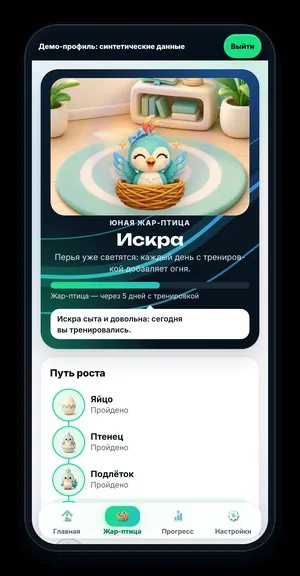 Демо-профиль: синтетические данные
Выйти
ЮНАЯ ЖАР-ПТИЦА
Искра
Перья уже светятся: каждый день с трениров-
кой добавляет огня.
Жар-птица — через 5 дней с тренировкой
Искра сыта и довольна: сегодня
вы тренировались.
Путь роста
Яйцо
Пройдено
Птенец
Пройдено
Подлёток
Пройдено
Главная
Жар-птица
Прогресс
Настройки